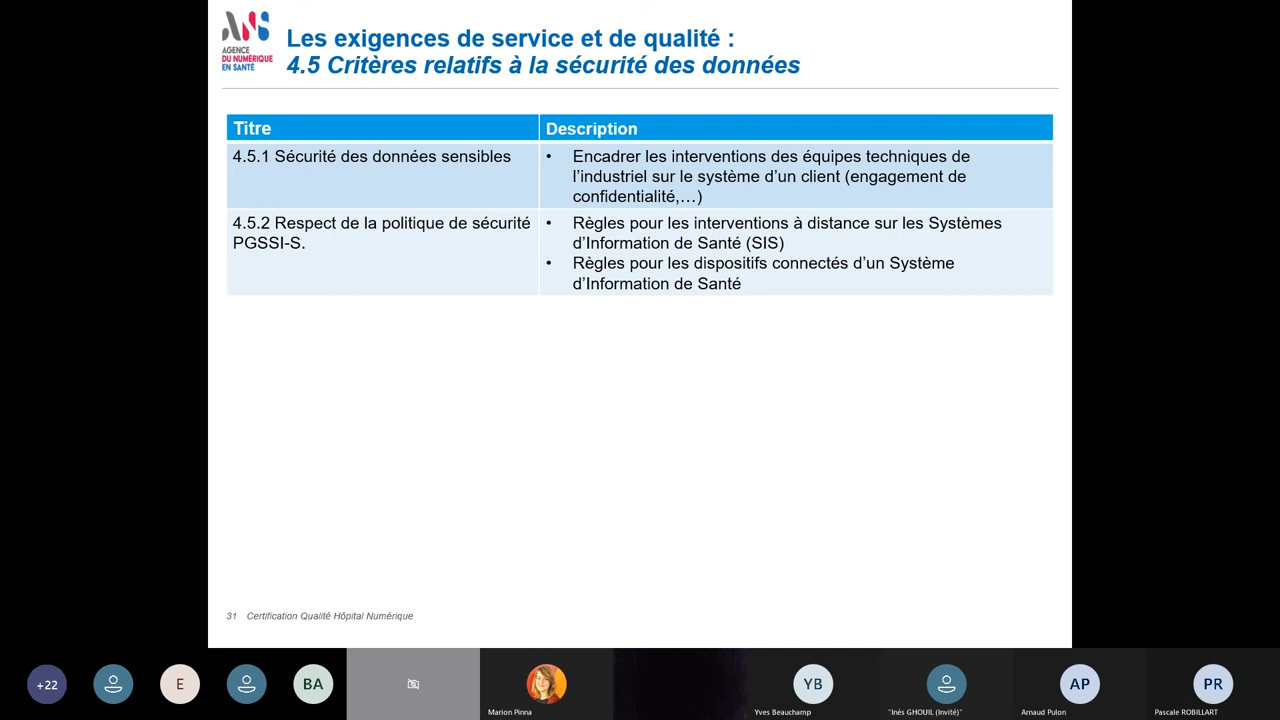 ANS
AGENCE
DU NUMÉRIQUE
EN SANTÉ
Les exigences de service et de qualité :
4.5 Critères relatifs à la sécurité des données
Titre
Description
4.5.1 Sécurité des données sensibles
• Encadrer les interventions des équipes techniques de
l’industriel sur le système d’un client (engagement de
confidentialité,…)
4.5.2 Respect de la politique de sécurité
PGSSI-S.
• Règles pour les interventions à distance sur les Systèmes
d’Information de Santé (SIS)
• Règles pour les dispositifs connectés d’un Système
d’Information de Santé
31 Certification Qualité Hôpital Numérique
+22
E
BA
Marion Pinna
YB
Yves Beauchamp
"Inès GHOUIL (Invité)"
AP
Arnaud Pulon
PR
Pascale ROBILLART